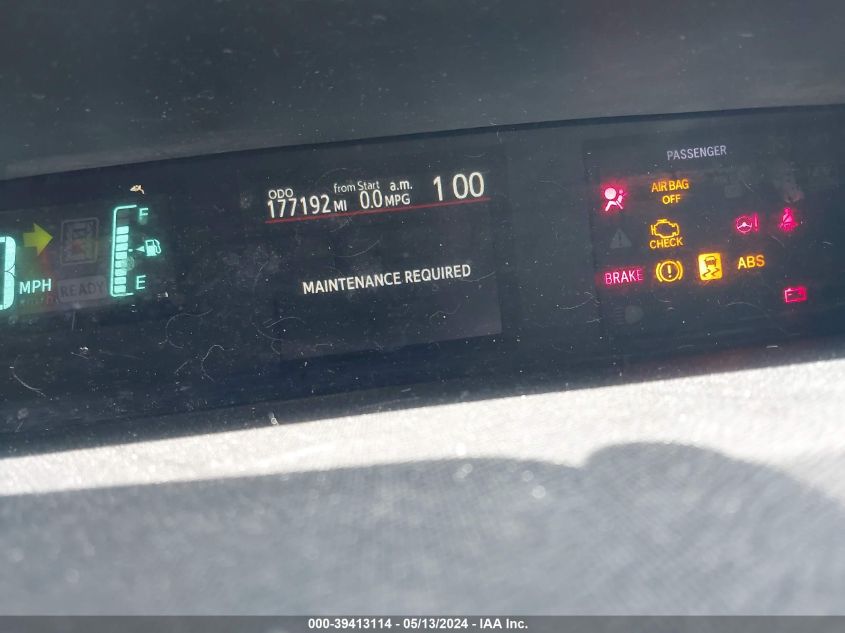 PASSENGER
ODO from Start a.m. 1 00
177192 MI 0.0 MPG
AIR BAG
OFF
F
CHECK
MPH
READY
E
MAINTENANCE REQUIRED
BRAKE ABS
000-39413114 - 05/13/2024 - IAA Inc.